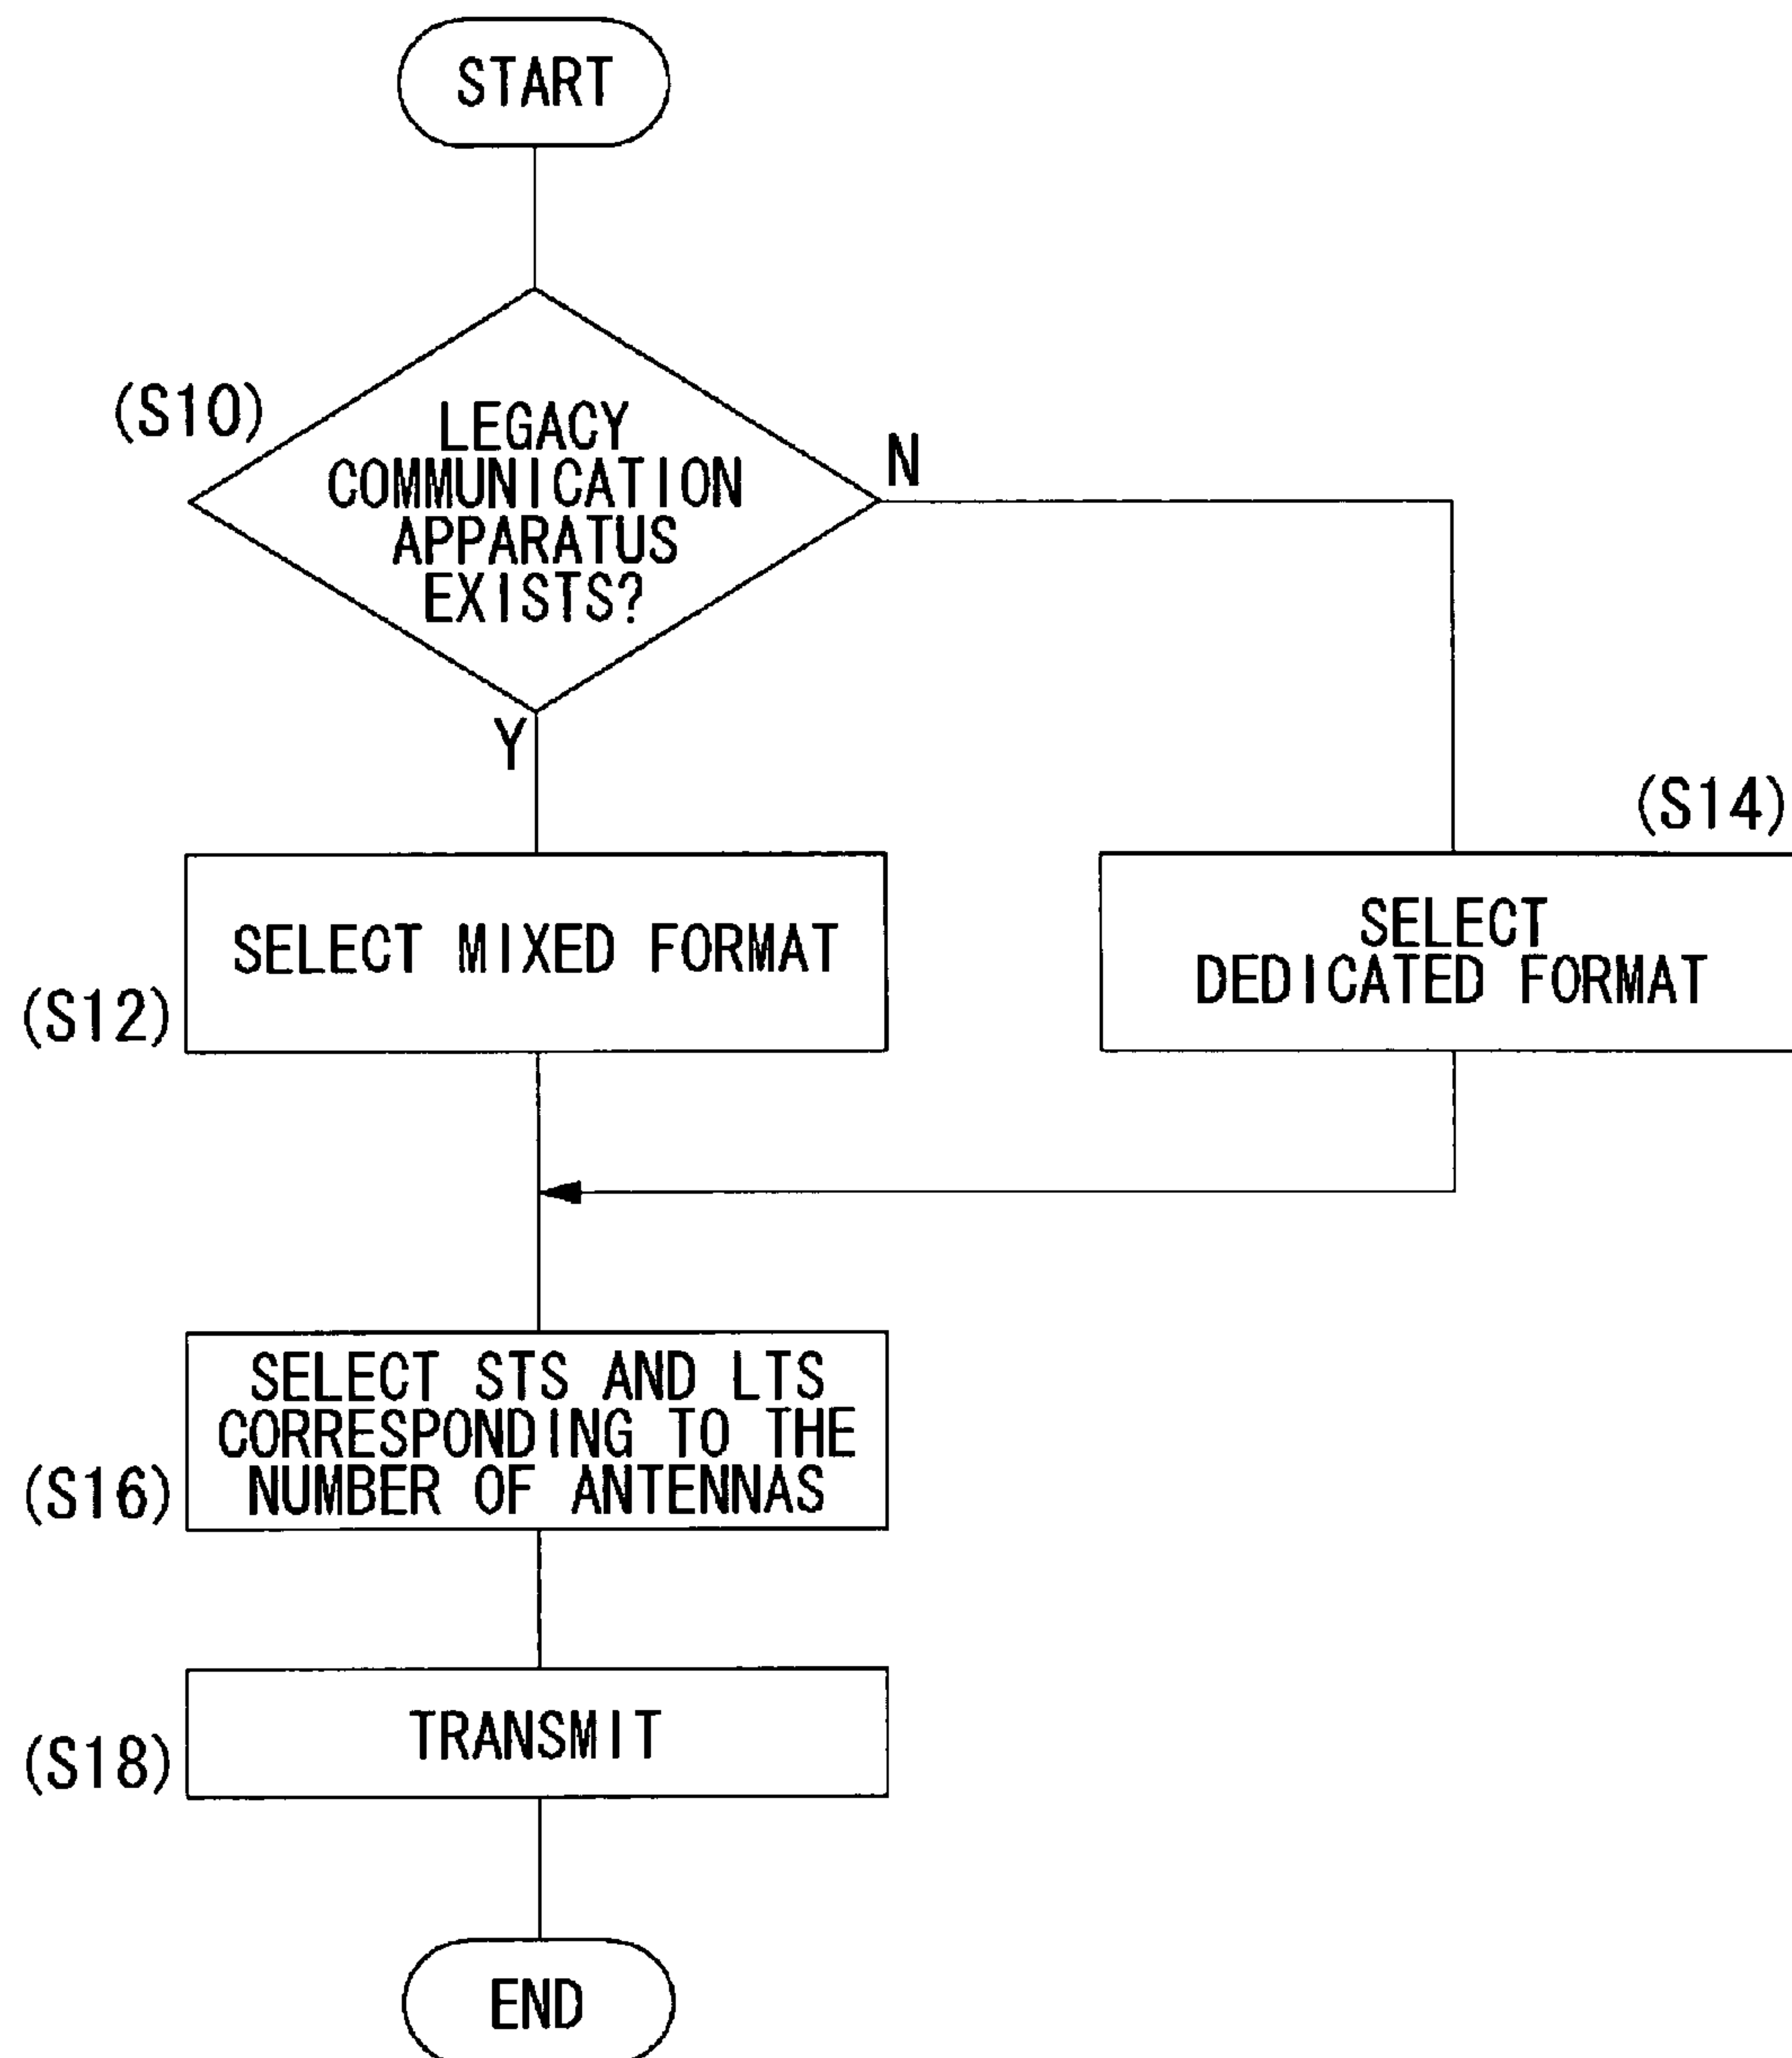 START
(S10)
LEGACY
COMMUNICATION
APPARATUS
EXISTS?
N
Y
(S14)
SELECT MIXED FORMAT
(S12)
SELECT
DEDICATED FORMAT
SELECT STS AND LTS
CORRESPONDING TO THE
NUMBER OF ANTENNAS
(S16)
TRANSMIT
(S18)
END